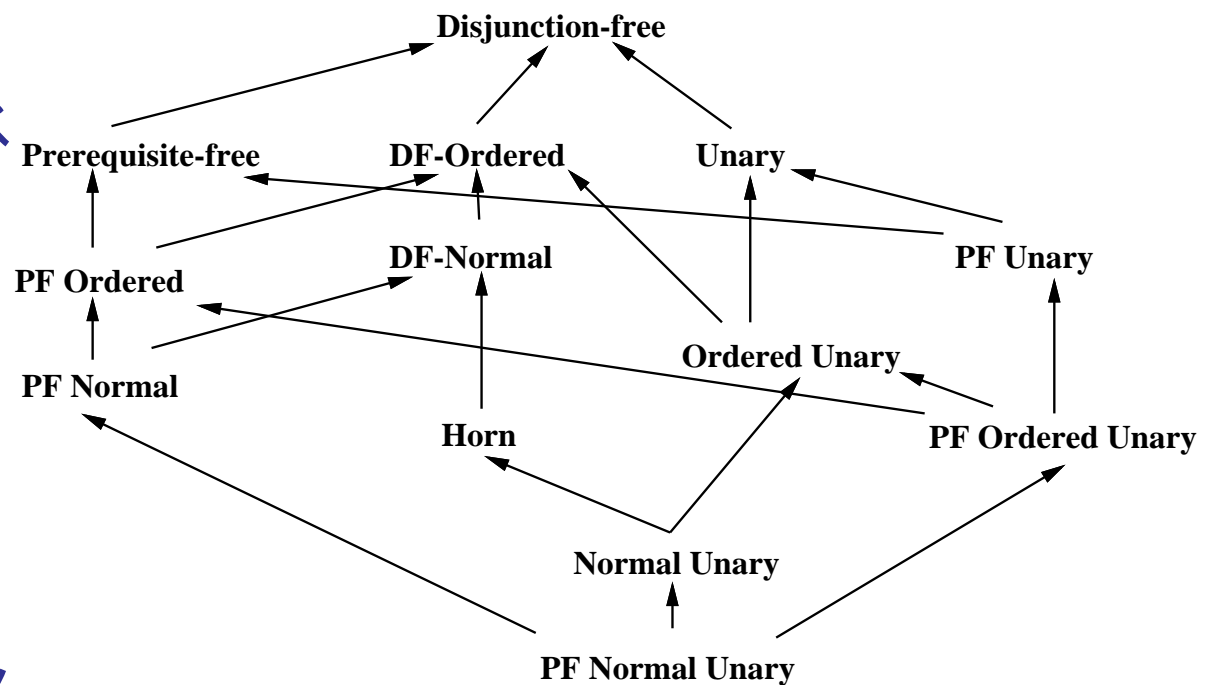 Disjunction-free
Prerequisite-free
DF-Ordered
Unary
PF Ordered
DF-Normal
PF Unary
PF Normal
Ordered Unary
Horn
PF Ordered Unary
Normal Unary
PF Normal Unary